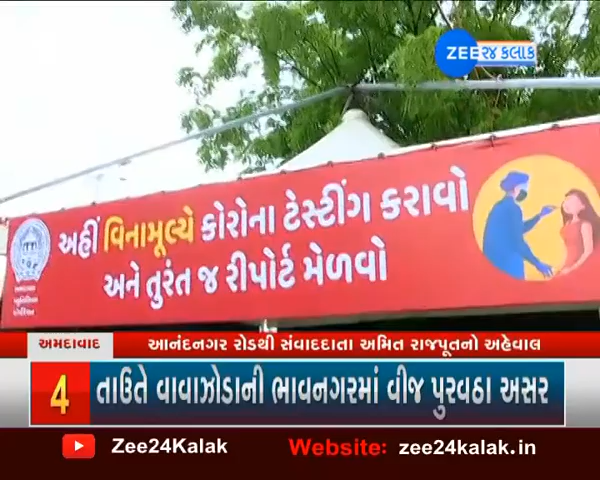 ZEE ૨૪ કલાક
અહીં વિનામૂલ્યે કોરોના ટેસ્ટીંગ કરાવો
અને તુરંત જ રીપોર્ટ મેળવો
અમદાવાદ
આનંદનગર રોડથી સંવાદદાતા અમિત રાજપૂતનો અહેવાલ
4
તાઉતે વાવાઝોડાની ભાવનગરમાં વીજ પુરવઠા અસર
Zee24Kalak
Website: zee24kalak.in